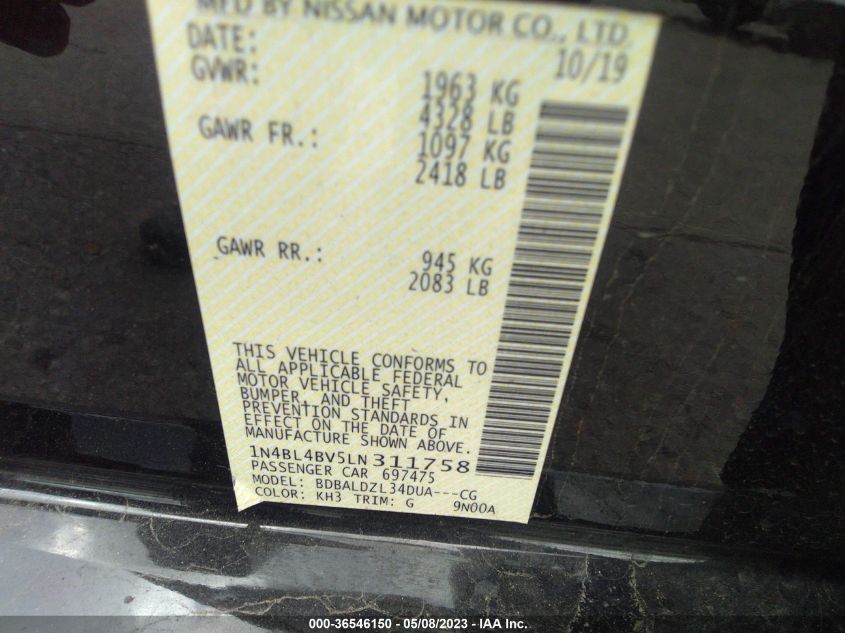 MFD BY NISSAN MOTOR CO., LTD.
DATE: 10/19
GVWR: 1963 KG
4328 LB
GAWR FR.: 1097 KG
2418 LB
GAWR RR.: 945 KG
2083 LB
THIS VEHICLE CONFORMS TO
ALL APPLICABLE FEDERAL
MOTOR VEHICLE SAFETY,
BUMPER, AND THEFT
PREVENTION STANDARDS IN
EFFECT ON THE DATE OF
MANUFACTURE SHOWN ABOVE.
1N4BL4BV5LN311758
PASSENGER CAR 697475
MODEL: BDBALDZL34DUA---CG
COLOR: KH3 TRIM: G 9N00A
000-36546150 - 05/08/2023 - IAA Inc.